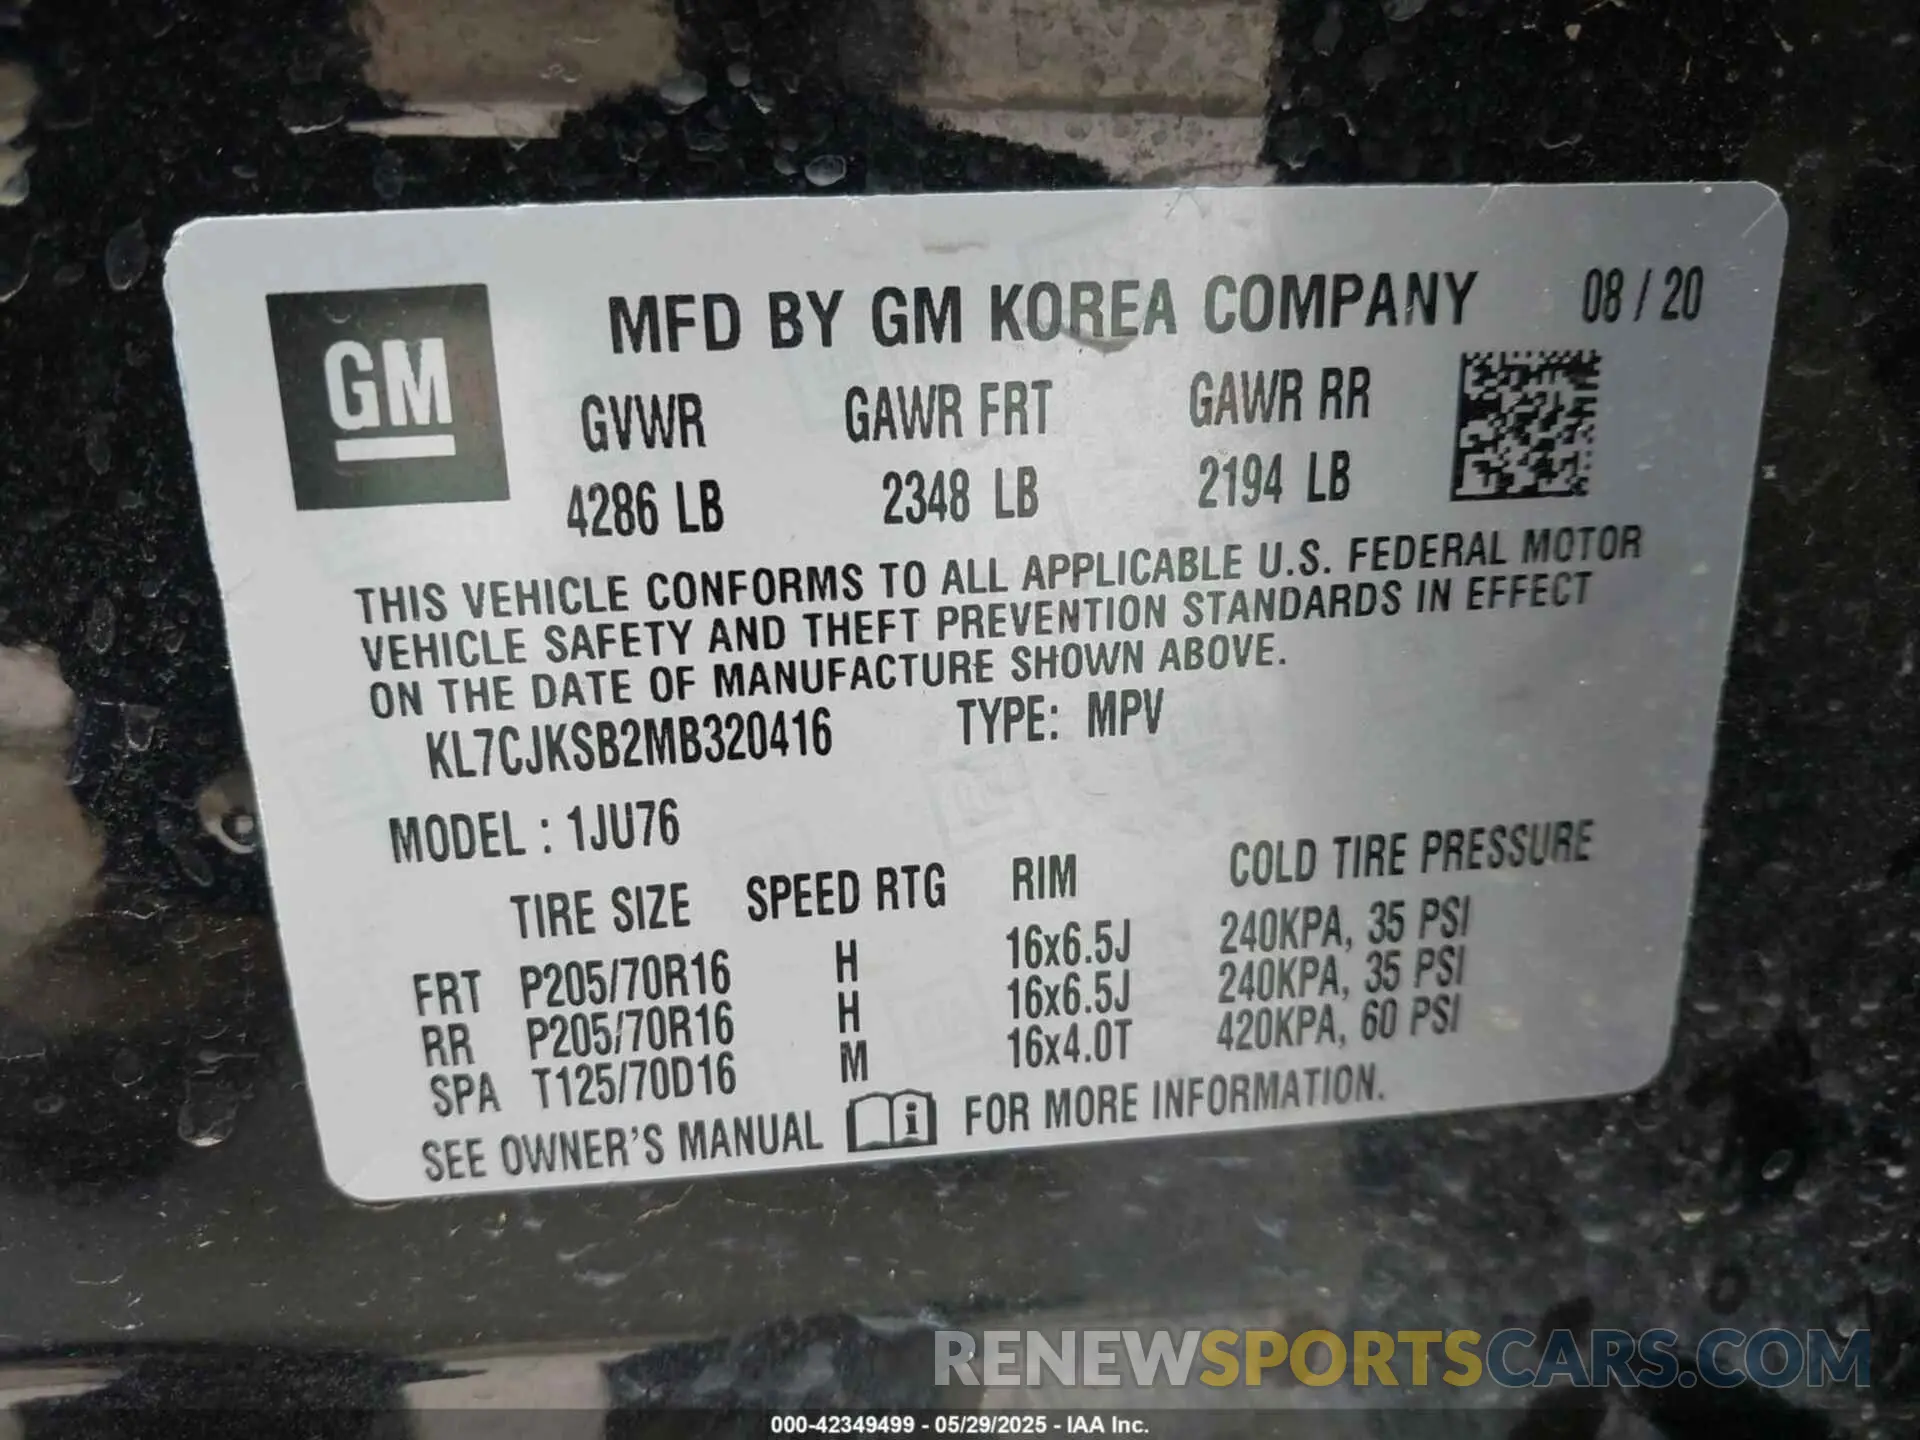 GM
MFD BY GM KOREA COMPANY 08 / 20
GVWR GAWR FRT GAWR RR
4286 LB 2348 LB 2194 LB
THIS VEHICLE CONFORMS TO ALL APPLICABLE U.S. FEDERAL MOTOR
VEHICLE SAFETY AND THEFT PREVENTION STANDARDS IN EFFECT
ON THE DATE OF MANUFACTURE SHOWN ABOVE.
KL7CJKSB2MB320416 TYPE: MPV
MODEL : 1JU76
TIRE SIZE SPEED RTG RIM COLD TIRE PRESSURE
FRT P205/70R16 H 16x6.5J 240KPA, 35 PSI
RR P205/70R16 H 16x6.5J 240KPA, 35 PSI
SPA T125/70D16 M 16x4.0T 420KPA, 60 PSI
SEE OWNER'S MANUAL i FOR MORE INFORMATION.
RENEWSPORTSCARS.COM
000-42349499 - 05/29/2025 - IAA Inc.